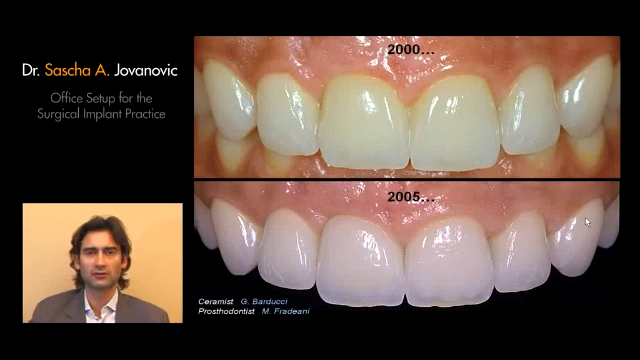 Dr. Sascha A. Jovanovic
Office Setup for the
Surgical Implant Practice
2000...
2005...
Ceramist G. Barducci
Prosthodontist M. Fradeani